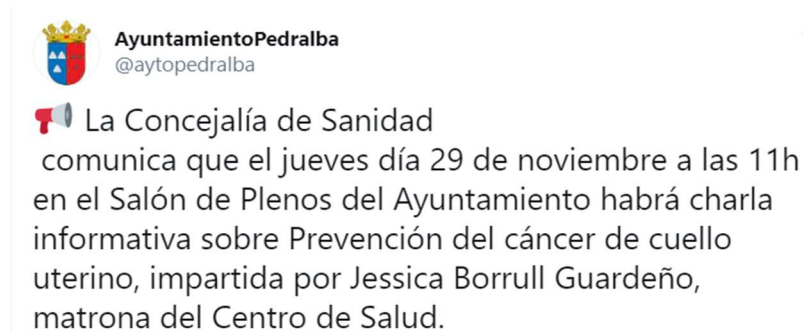 AyuntamientoPedralba
@aytopedralba
📢 La Concejalía de Sanidad
comunica que el jueves día 29 de noviembre a las 11h
en el Salón de Plenos del Ayuntamiento habrá charla
informativa sobre Prevención del cáncer de cuello
uterino, impartida por Jessica Borrull Guardeño,
matrona del Centro de Salud.